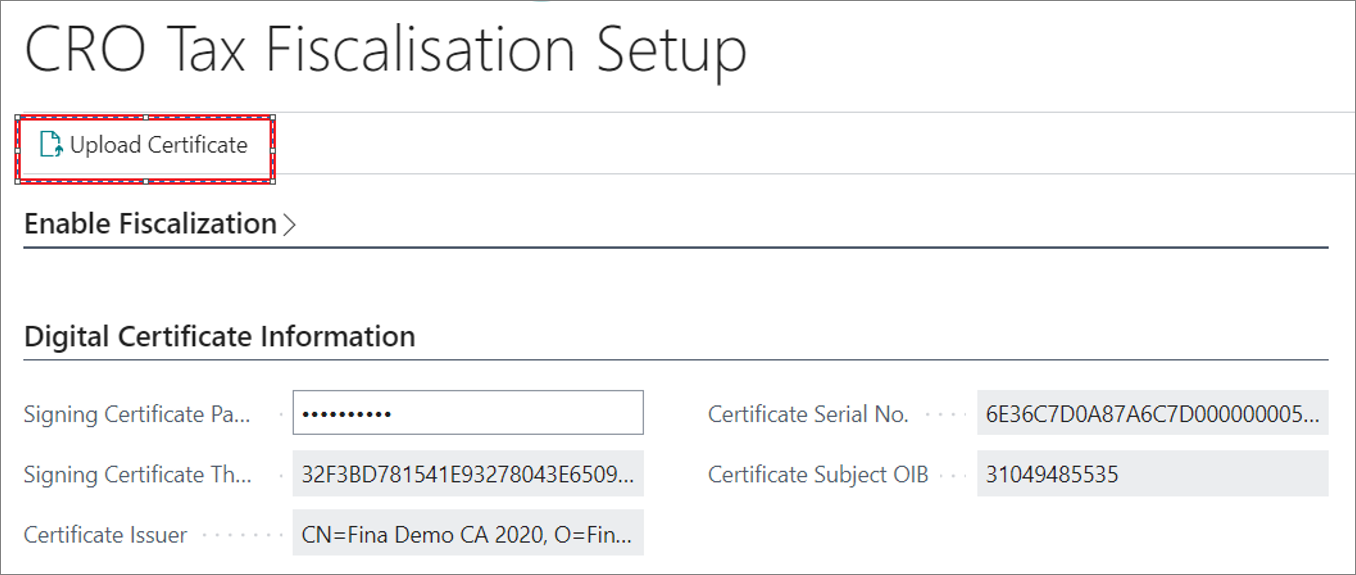 CRO Tax Fiscalisation Setup
Upload Certificate
Enable Fiscalization
Digital Certificate Information
Signing Certificate Pa... ••••••••••
Certificate Serial No. 6E36C7D0A87A6C7D000000005...
Signing Certificate Th... 32F3BD781541E93278043E6509...
Certificate Subject OIB 31049485535
Certificate Issuer CN=Fina Demo CA 2020, O=Fin...